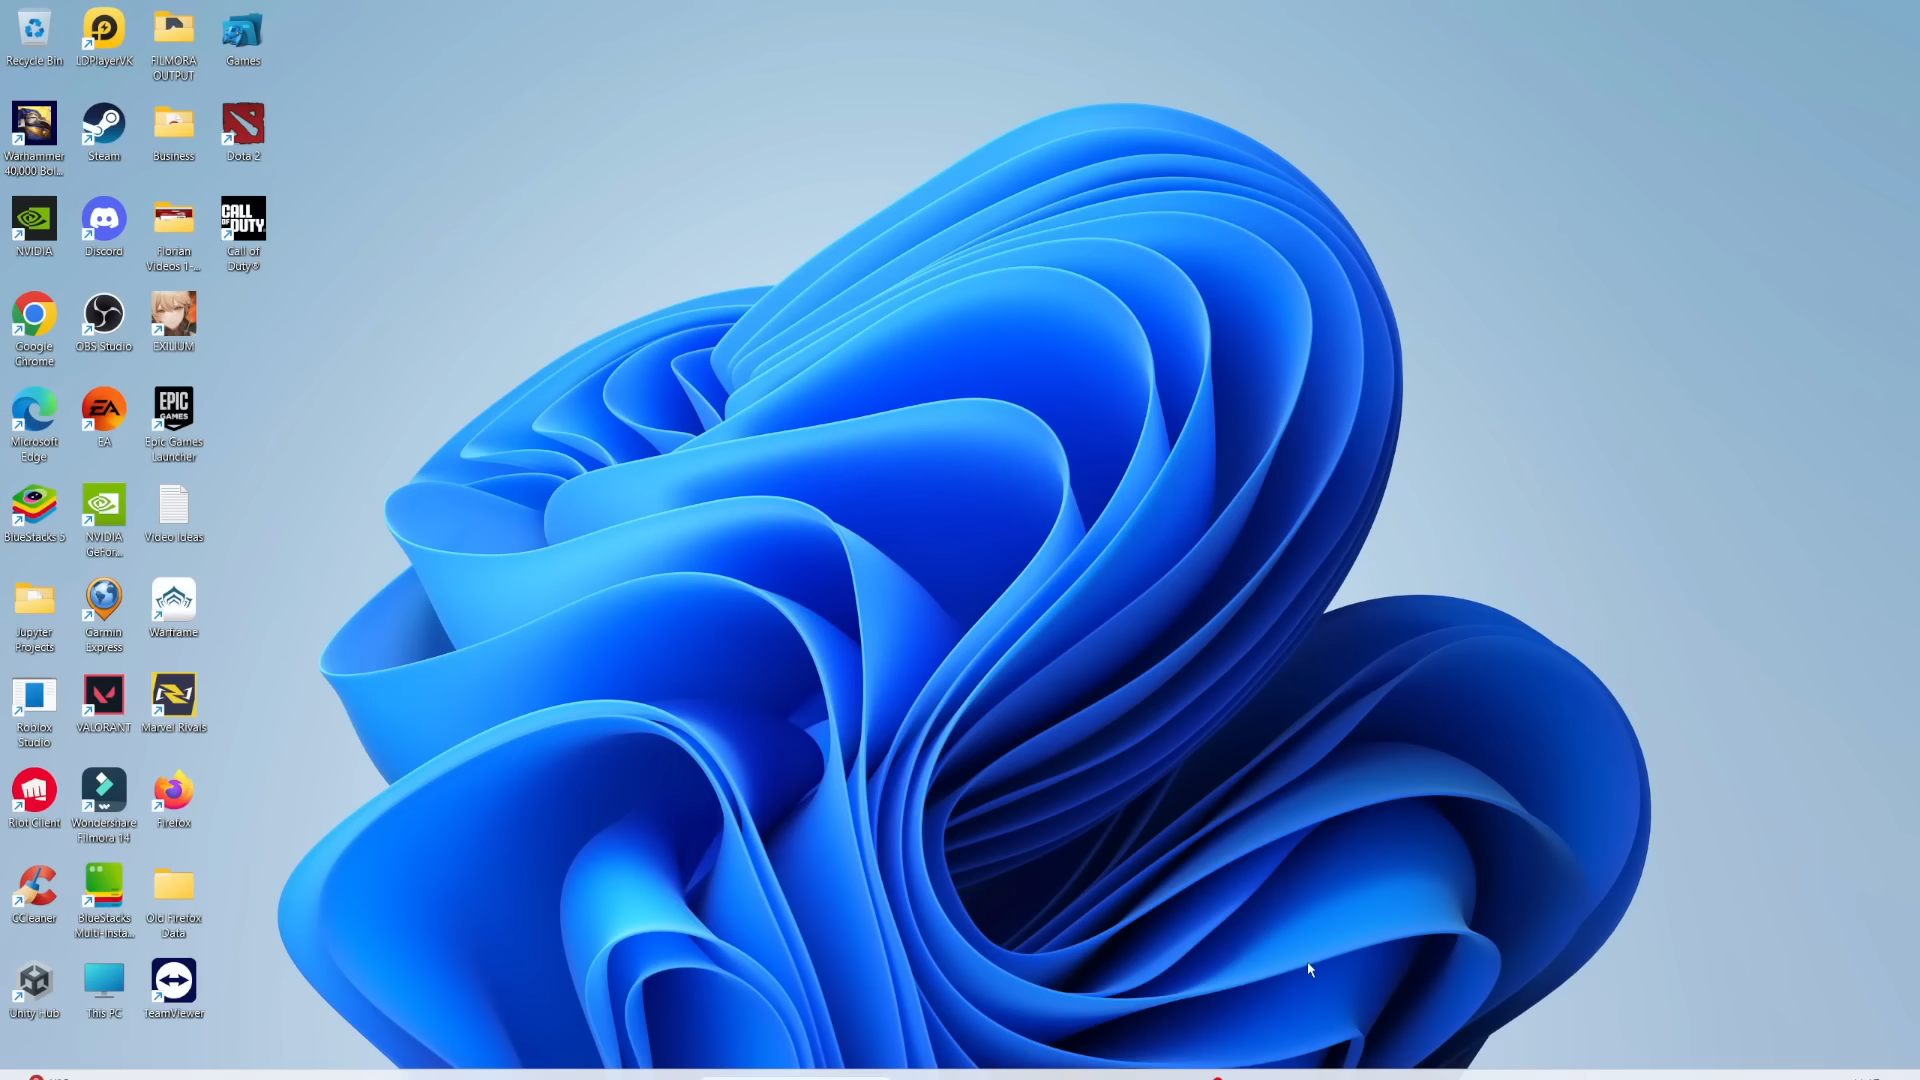 Recycle Bin
LDPlayerVK
FILMORA
OUTPUT
Games
Warhammer
40,000 Bol...
Steam
Business
Dota 2
NVIDIA
Discord
Florian
Videos 1-...
CALL
OF DUTY
Call of
Duty®
Google
Chrome
OBS Studio
EXILIUM
Microsoft
Edge
EA
EA
EPIC
GAMES
Epic Games
Launcher
BlueStacks 5
NVIDIA
GeFor...
Video Ideas
Jupyter
Projects
Garmin
Express
Warframe
Roblox
Studio
VALORANT
Marvel Rivals
Riot Client
Wondershare
Filmora 14
Firefox
CCleaner
BlueStacks
Multi-Insta...
Old Firefox
Data
Unity Hub
This PC
TeamViewer